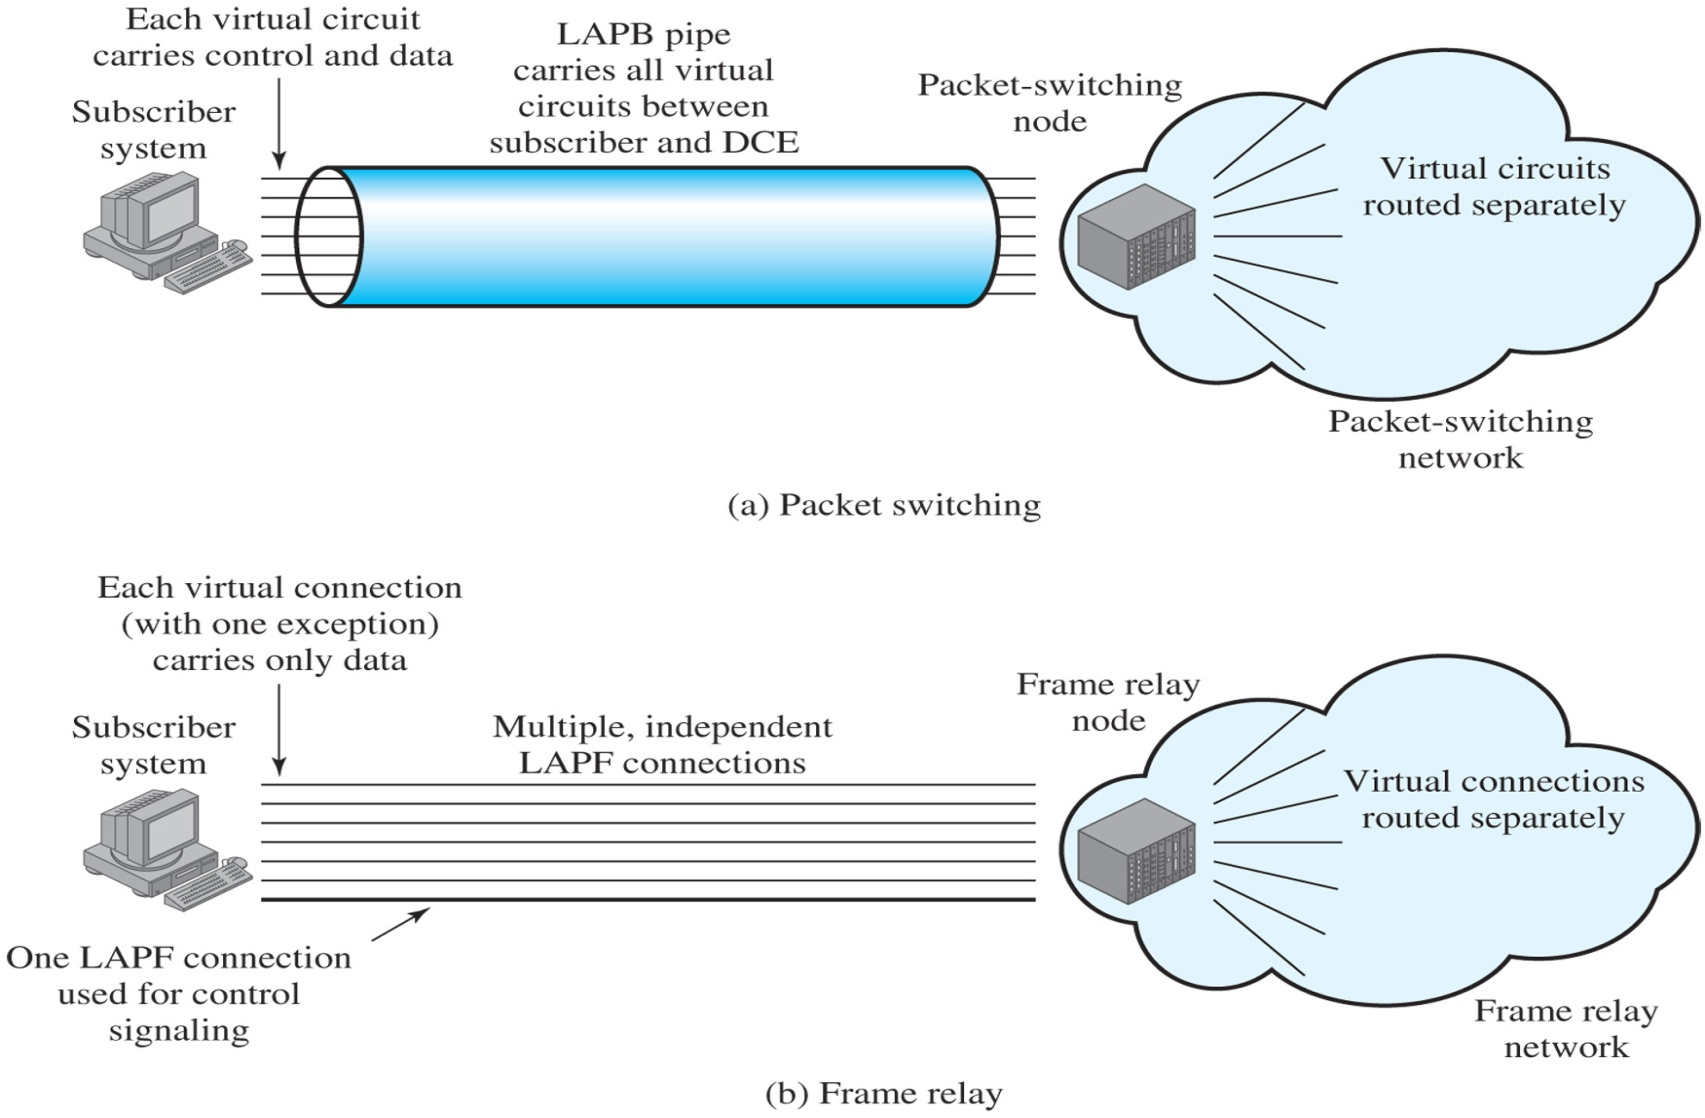 Each virtual circuit
carries control and data
LAPB pipe
carries all virtual
circuits between
subscriber and DCE
Subscriber
system
Packet-switching
node
Virtual circuits
routed separately
Packet-switching
network
(a) Packet switching
Each virtual connection
(with one exception)
carries only data
Subscriber
system
Multiple, independent
LAPF connections
Frame relay
node
Virtual connections
routed separately
One LAPF connection
used for control
signaling
Frame relay
network
(b) Frame relay